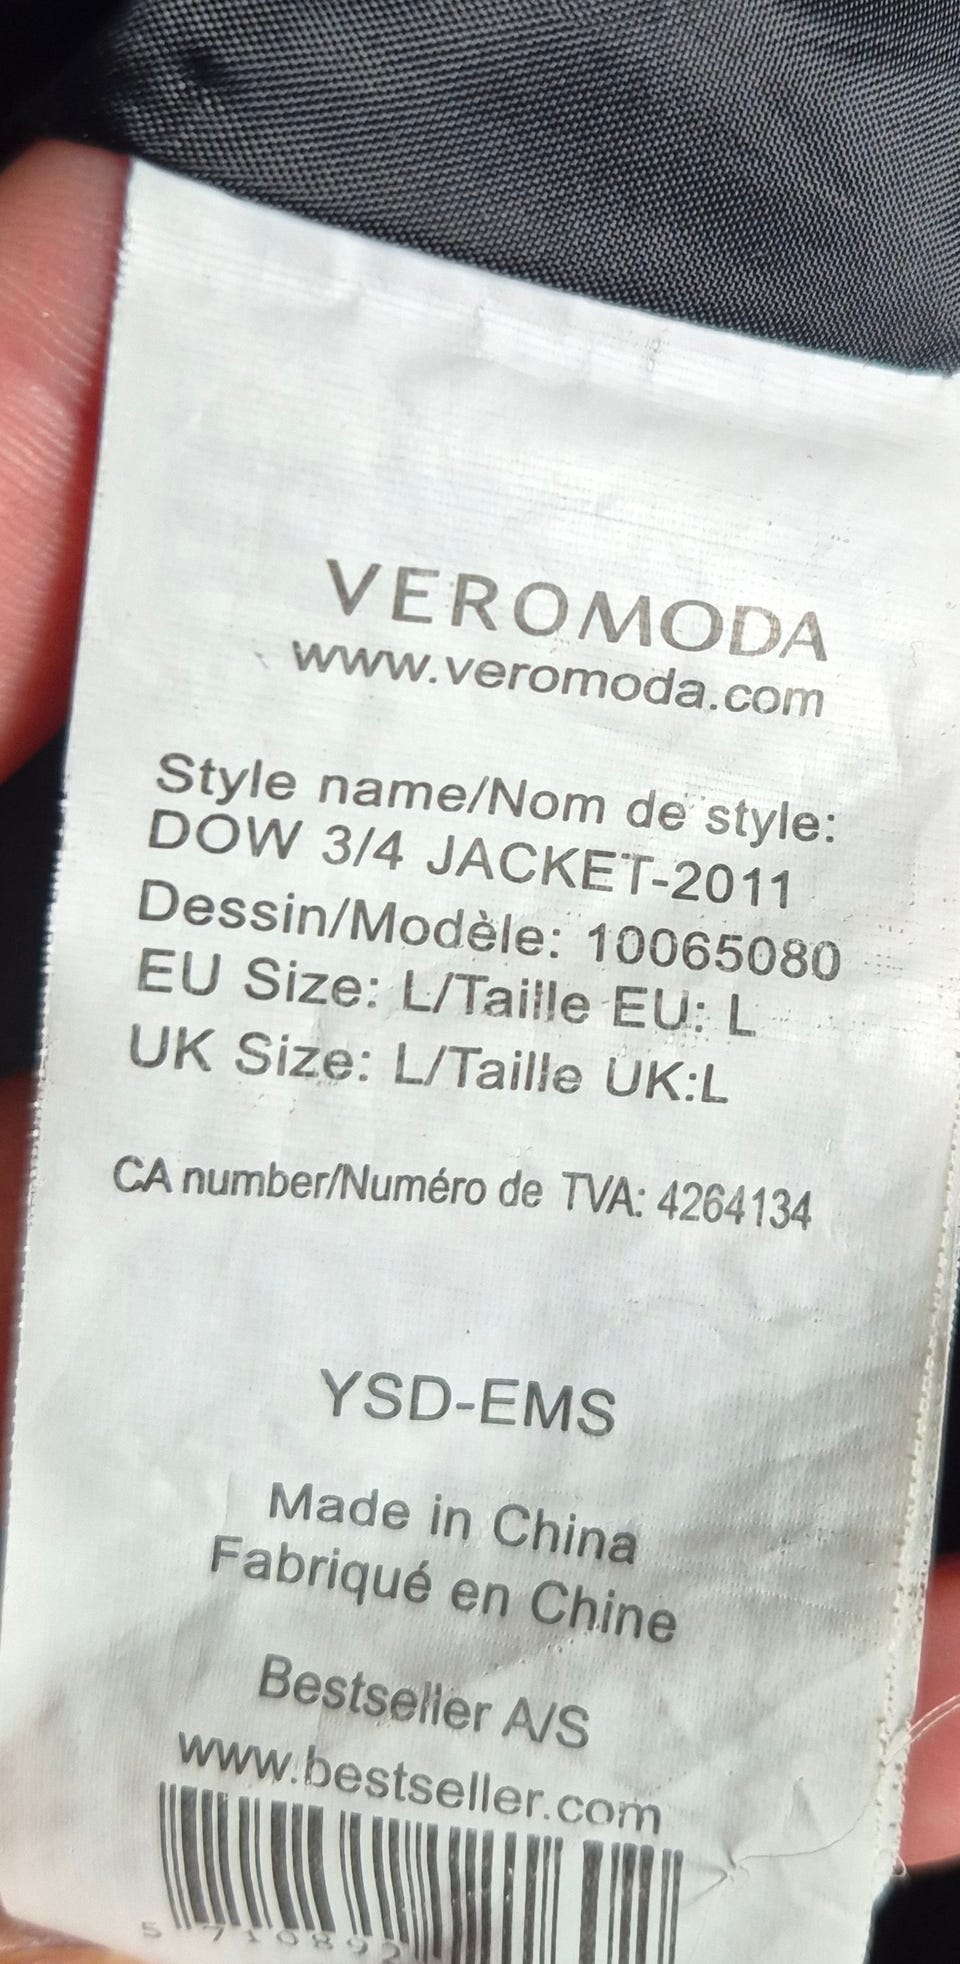 VEROMODA
www.veromoda.com
Style name/Nom de style:
DOW 3/4 JACKET-2011
Dessin/Modèle: 10065080
EU Size: L/Taille EU: L
UK Size: L/Taille UK:L
CA number/Numéro de TVA: 4264134
YSD-EMS
Made in China
Fabriqué en Chine
Bestseller A/S
www.bestseller.com
5 710892